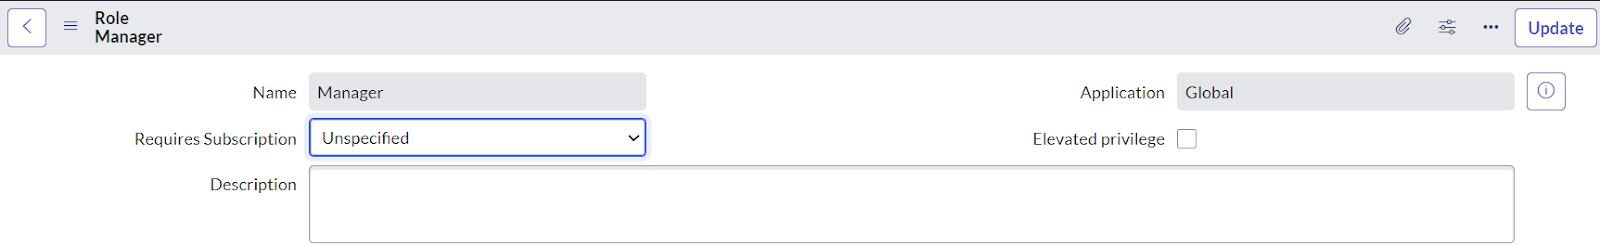 Role
Manager
Update
Name Manager
Application Global
Requires Subscription Unspecified
Elevated privilege
Description